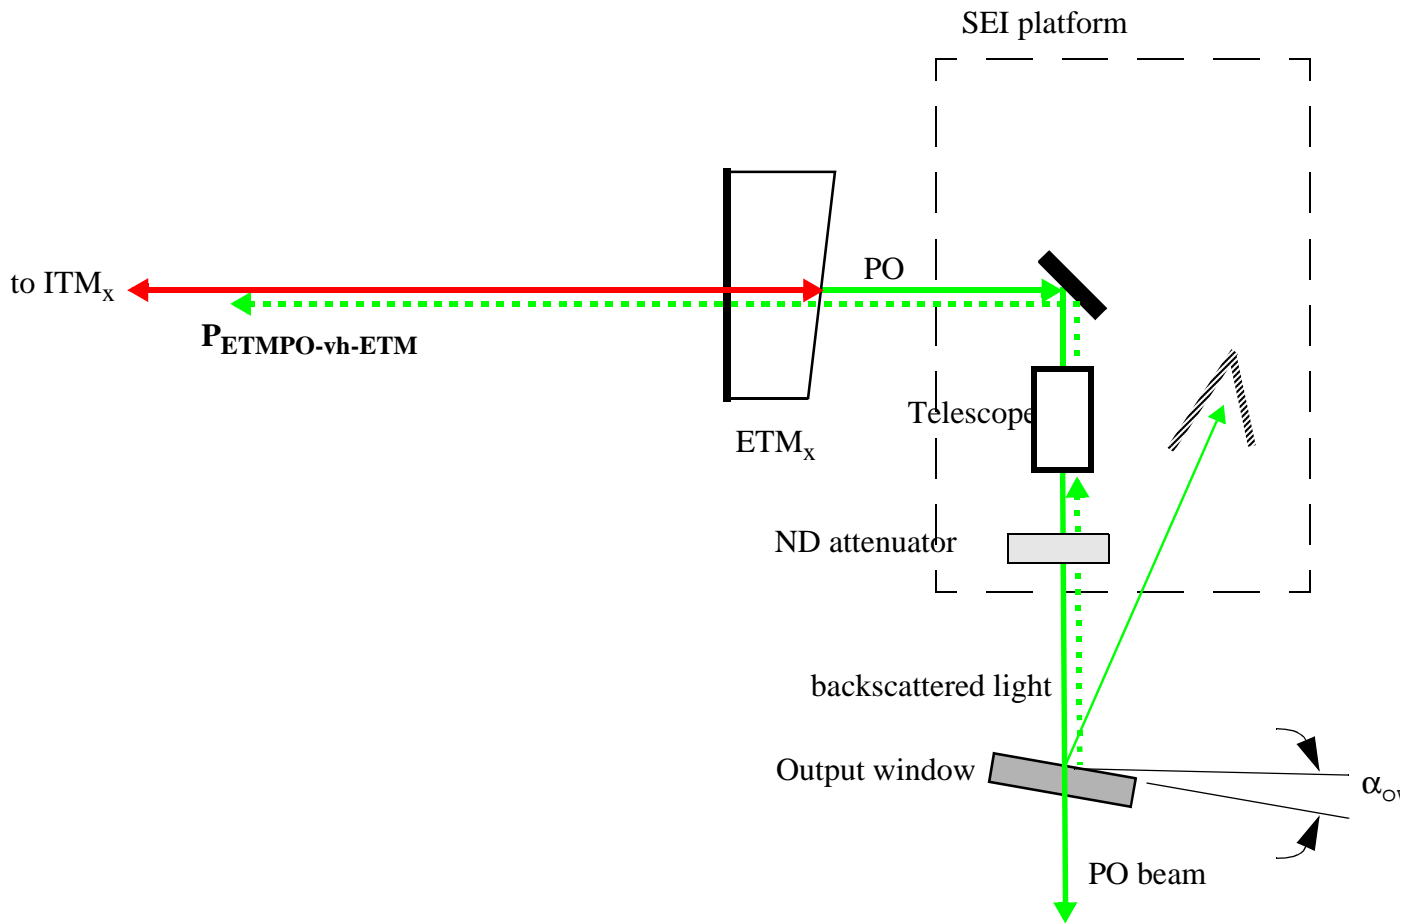 SEI platform
PO
to ITMx
PETMPO-vh-ETM
Telescope
ETMx
ND attenuator
backscattered light
Output window
PO beam